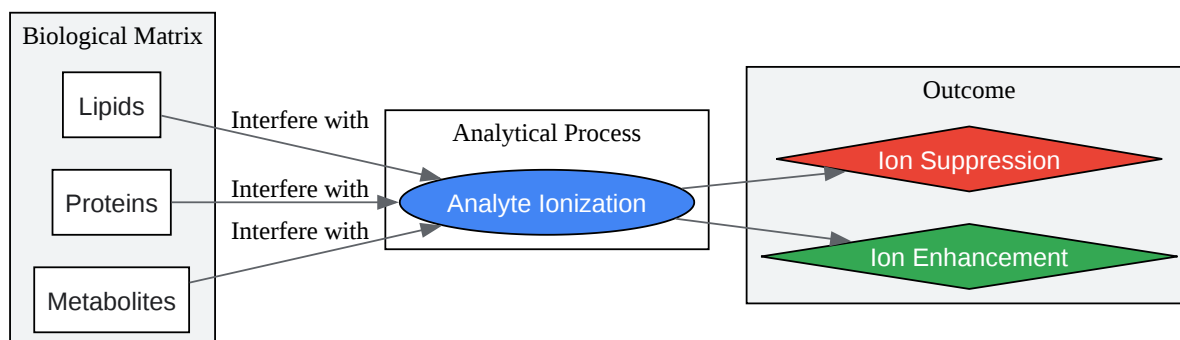 Biological Matrix
Lipids
Proteins
Metabolites
Interfere with
Interfere with
Interfere with
Analytical Process
Analyte Ionization
Outcome
Ion Suppression
Ion Enhancement